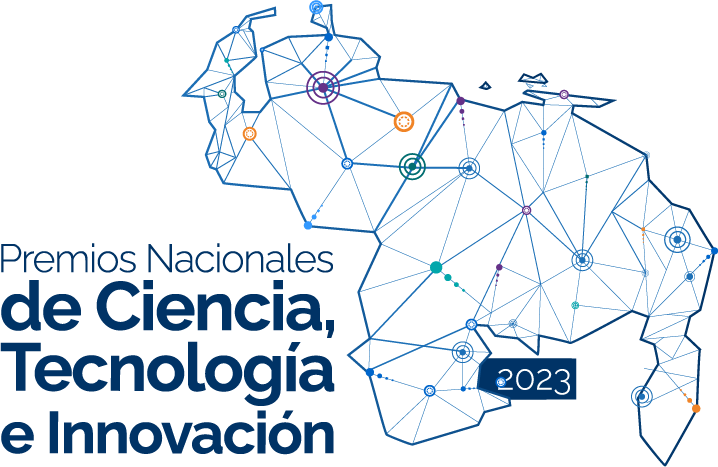 Premios Nacionales
de Ciencia,
Tecnología
e Innovación
2023